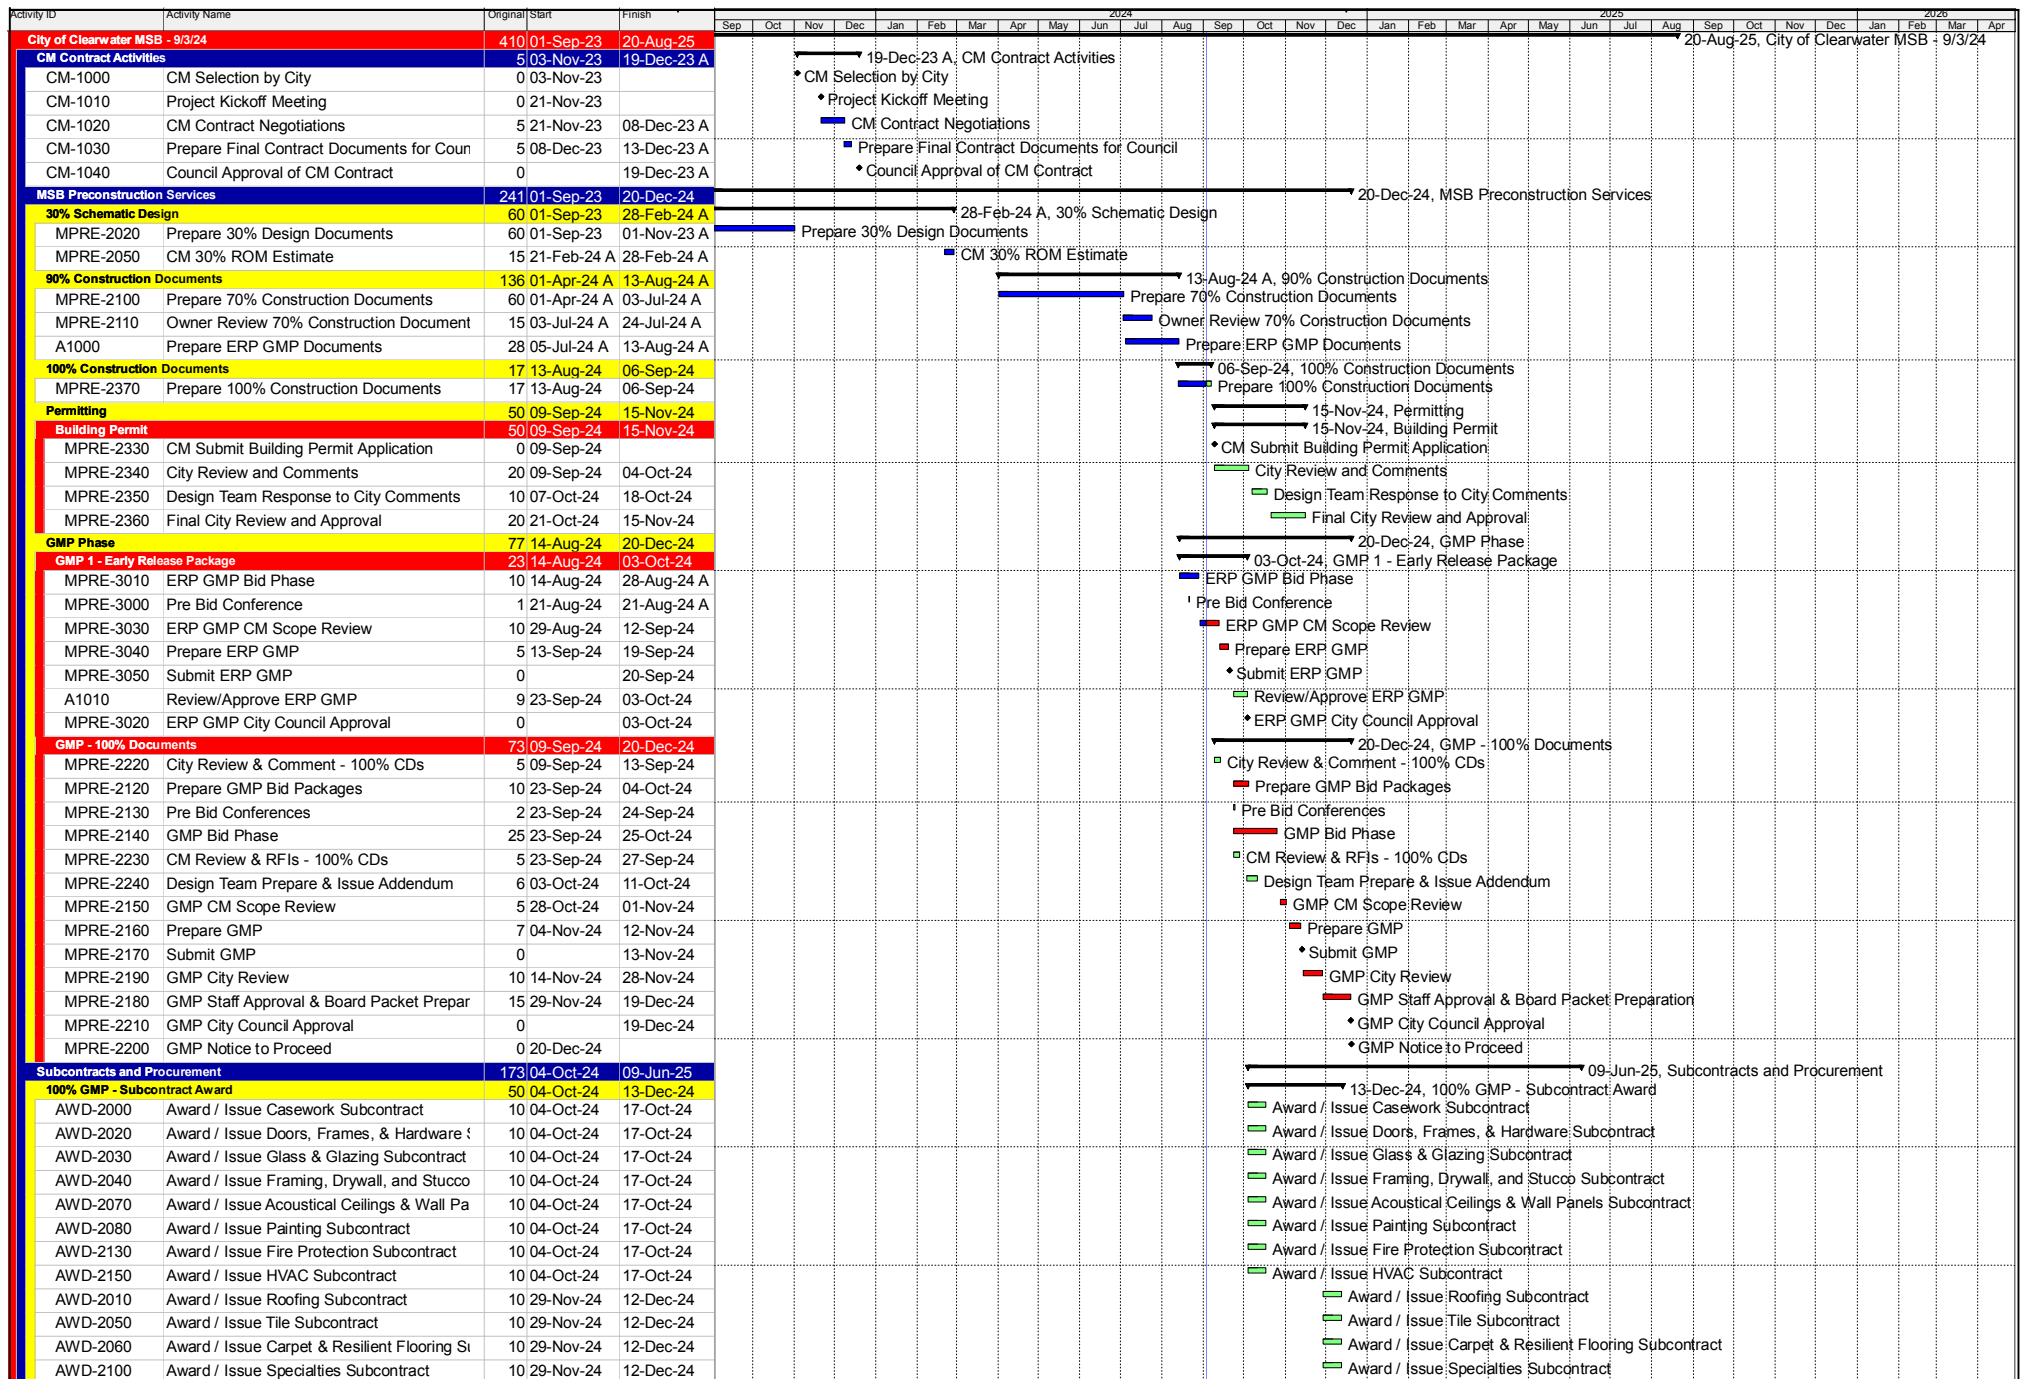 Activity ID Activity Name Original Start Finish 2024 2025 2026
Sep Oct Nov Dec Jan Feb Mar Apr May Jun Jul Aug Sep Oct Nov Dec Jan Feb Mar Apr May Jun Jul Aug Sep Oct Nov Dec Jan Feb Mar Apr
City of Clearwater MSB - 9/3/24 410 01-Sep-23 20-Aug-25 20-Aug-25, City of Clearwater MSB - 9/3/24
CM Contract Activities 5 03-Nov-23 19-Dec-23 A 19-Dec-23 A, CM Contract Activities
CM-1000 CM Selection by City 0 03-Nov-23 CM Selection by City
CM-1010 Project Kickoff Meeting 0 21-Nov-23 Project Kickoff Meeting
CM-1020 CM Contract Negotiations 5 21-Nov-23 08-Dec-23 A CM Contract Negotiations
CM-1030 Prepare Final Contract Documents for Coun 5 08-Dec-23 13-Dec-23 A Prepare Final Contract Documents for Council
CM-1040 Council Approval of CM Contract 0 19-Dec-23 A Council Approval of CM Contract
MSB Preconstruction Services 241 01-Sep-23 20-Dec-24 20-Dec-24, MSB Preconstruction Services
30% Schematic Design 60 01-Sep-23 28-Feb-24 A 28-Feb-24 A, 30% Schematic Design
MPRE-2020 Prepare 30% Design Documents 60 01-Sep-23 01-Nov-23 A Prepare 30% Design Documents
MPRE-2050 CM 30% ROM Estimate 15 21-Feb-24 A 28-Feb-24 A CM 30% ROM Estimate
90% Construction Documents 136 01-Apr-24 A 13-Aug-24 A 13-Aug-24 A, 90% Construction Documents
MPRE-2100 Prepare 70% Construction Documents 60 01-Apr-24 A 03-Jul-24 A Prepare 70% Construction Documents
MPRE-2110 Owner Review 70% Construction Document 15 03-Jul-24 A 24-Jul-24 A Owner Review 70% Construction Documents
A1000 Prepare ERP GMP Documents 28 05-Jul-24 A 13-Aug-24 A Prepare ERP GMP Documents
100% Construction Documents 17 13-Aug-24 06-Sep-24 06-Sep-24, 100% Construction Documents
MPRE-2370 Prepare 100% Construction Documents 17 13-Aug-24 06-Sep-24 Prepare 100% Construction Documents
Permitting 50 09-Sep-24 15-Nov-24 15-Nov-24, Permitting
Building Permit 50 09-Sep-24 15-Nov-24 15-Nov-24, Building Permit
MPRE-2330 CM Submit Building Permit Application 0 09-Sep-24 CM Submit Building Permit Application
MPRE-2340 City Review and Comments 20 09-Sep-24 04-Oct-24 City Review and Comments
MPRE-2350 Design Team Response to City Comments 10 07-Oct-24 18-Oct-24 Design Team Response to City Comments
MPRE-2360 Final City Review and Approval 20 21-Oct-24 15-Nov-24 Final City Review and Approval
GMP Phase 77 14-Aug-24 20-Dec-24 20-Dec-24, GMP Phase
GMP 1 - Early Release Package 23 14-Aug-24 03-Oct-24 03-Oct-24, GMP 1 - Early Release Package
MPRE-3010 ERP GMP Bid Phase 10 14-Aug-24 28-Aug-24 A ERP GMP Bid Phase
MPRE-3000 Pre Bid Conference 1 21-Aug-24 21-Aug-24 A Pre Bid Conference
MPRE-3030 ERP GMP CM Scope Review 10 29-Aug-24 12-Sep-24 ERP GMP CM Scope Review
MPRE-3040 Prepare ERP GMP 5 13-Sep-24 19-Sep-24 Prepare ERP GMP
MPRE-3050 Submit ERP GMP 0 20-Sep-24 Submit ERP GMP
A1010 Review/Approve ERP GMP 9 23-Sep-24 03-Oct-24 Review/Approve ERP GMP
MPRE-3020 ERP GMP City Council Approval 0 03-Oct-24 ERP GMP City Council Approval
GMP - 100% Documents 73 09-Sep-24 20-Dec-24 20-Dec-24, GMP - 100% Documents
MPRE-2220 City Review & Comment - 100% CDs 5 09-Sep-24 13-Sep-24 City Review & Comment - 100% CDs
MPRE-2120 Prepare GMP Bid Packages 10 23-Sep-24 04-Oct-24 Prepare GMP Bid Packages
MPRE-2130 Pre Bid Conferences 2 23-Sep-24 24-Sep-24 Pre Bid Conferences
MPRE-2140 GMP Bid Phase 25 23-Sep-24 25-Oct-24 GMP Bid Phase
MPRE-2230 CM Review & RFIs - 100% CDs 5 23-Sep-24 27-Sep-24 CM Review & RFIs - 100% CDs
MPRE-2240 Design Team Prepare & Issue Addendum 6 03-Oct-24 11-Oct-24 Design Team Prepare & Issue Addendum
MPRE-2150 GMP CM Scope Review 5 28-Oct-24 01-Nov-24 GMP CM Scope Review
MPRE-2160 Prepare GMP 7 04-Nov-24 12-Nov-24 Prepare GMP
MPRE-2170 Submit GMP 0 13-Nov-24 Submit GMP
MPRE-2190 GMP City Review 10 14-Nov-24 28-Nov-24 GMP City Review
MPRE-2180 GMP Staff Approval & Board Packet Prepar 15 29-Nov-24 19-Dec-24 GMP Staff Approval & Board Packet Preparation
MPRE-2210 GMP City Council Approval 0 19-Dec-24 GMP City Council Approval
MPRE-2200 GMP Notice to Proceed 0 20-Dec-24 GMP Notice to Proceed
Subcontracts and Procurement 173 04-Oct-24 09-Jun-25 09-Jun-25, Subcontracts and Procurement
100% GMP - Subcontract Award 50 04-Oct-24 13-Dec-24 13-Dec-24, 100% GMP - Subcontract Award
AWD-2000 Award / Issue Casework Subcontract 10 04-Oct-24 17-Oct-24 Award / Issue Casework Subcontract
AWD-2020 Award / Issue Doors, Frames, & Hardware S 10 04-Oct-24 17-Oct-24 Award / Issue Doors, Frames, & Hardware Subcontract
AWD-2030 Award / Issue Glass & Glazing Subcontract 10 04-Oct-24 17-Oct-24 Award / Issue Glass & Glazing Subcontract
AWD-2040 Award / Issue Framing, Drywall, and Stucco 10 04-Oct-24 17-Oct-24 Award / Issue Framing, Drywall, and Stucco Subcontract
AWD-2070 Award / Issue Acoustical Ceilings & Wall Pa 10 04-Oct-24 17-Oct-24 Award / Issue Acoustical Ceilings & Wall Panels Subcontract
AWD-2080 Award / Issue Painting Subcontract 10 04-Oct-24 17-Oct-24 Award / Issue Painting Subcontract
AWD-2130 Award / Issue Fire Protection Subcontract 10 04-Oct-24 17-Oct-24 Award / Issue Fire Protection Subcontract
AWD-2150 Award / Issue HVAC Subcontract 10 04-Oct-24 17-Oct-24 Award / Issue HVAC Subcontract
AWD-2010 Award / Issue Roofing Subcontract 10 29-Nov-24 12-Dec-24 Award / Issue Roofing Subcontract
AWD-2050 Award / Issue Tile Subcontract 10 29-Nov-24 12-Dec-24 Award / Issue Tile Subcontract
AWD-2060 Award / Issue Carpet & Resilient Flooring Su 10 29-Nov-24 12-Dec-24 Award / Issue Carpet & Resilient Flooring Subcontract
AWD-2100 Award / Issue Specialties Subcontract 10 29-Nov-24 12-Dec-24 Award / Issue Specialties Subcontract